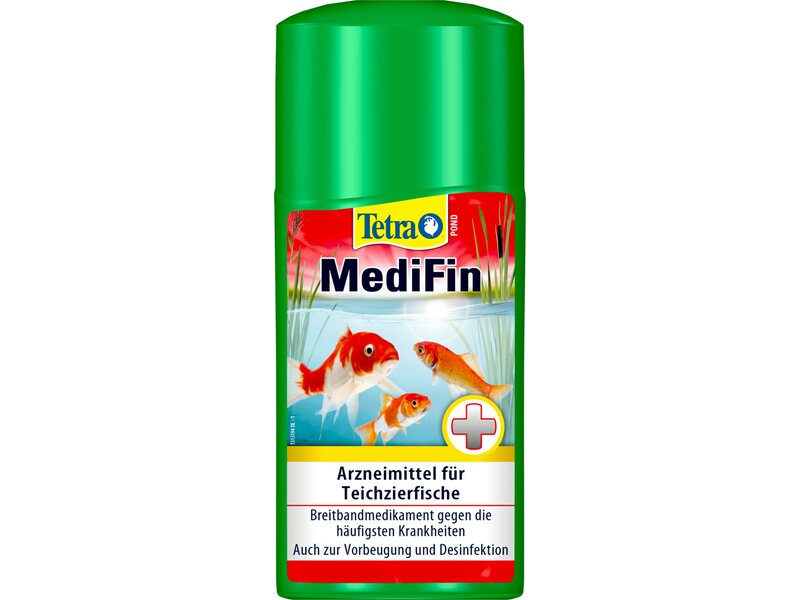 Tetra
POND
MediFin
Arzneimittel für
Teichzierfische
Breitbandmedikament gegen die
häufigsten Krankheiten
Auch zur Vorbeugung und Desinfektion